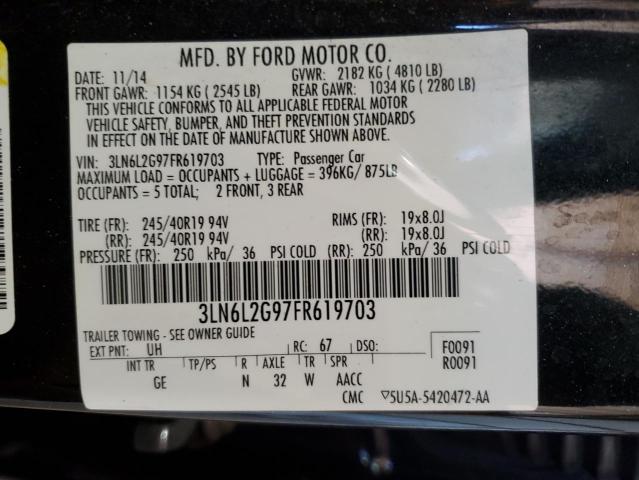 MFD. BY FORD MOTOR CO.
DATE: 11/14 GVWR: 2182 KG ( 4810 LB)
FRONT GAWR: 1154 KG ( 2545 LB) REAR GAWR: 1034 KG ( 2280 LB)
THIS VEHICLE CONFORMS TO ALL APPLICABLE FEDERAL MOTOR
VEHICLE SAFETY, BUMPER, AND THEFT PREVENTION STANDARDS
IN EFFECT ON THE DATE OF MANUFACTURE SHOWN ABOVE.
VIN: 3LN6L2G97FR619703 TYPE: Passenger Car
MAXIMUM LOAD = OCCUPANTS + LUGGAGE = 396KG/ 875LB
OCCUPANTS = 5 TOTAL; 2 FRONT, 3 REAR
TIRE (FR): 245/40R19 94V RIMS (FR): 19x8.0J
(RR): 245/40R19 94V (RR): 19x8.0J
PRESSURE (FR): 250 kPa/ 36 PSI COLD (RR): 250 kPa/ 36 PSI COLD
3LN6L2G97FR619703
TRAILER TOWING - SEE OWNER GUIDE
EXT PNT: UH RC: 67 DSO: F0091
R0091
INT TR TP/PS R AXLE TR SPR
GE N 32 W AACC
CMC ▽5U5A-5420472-AA